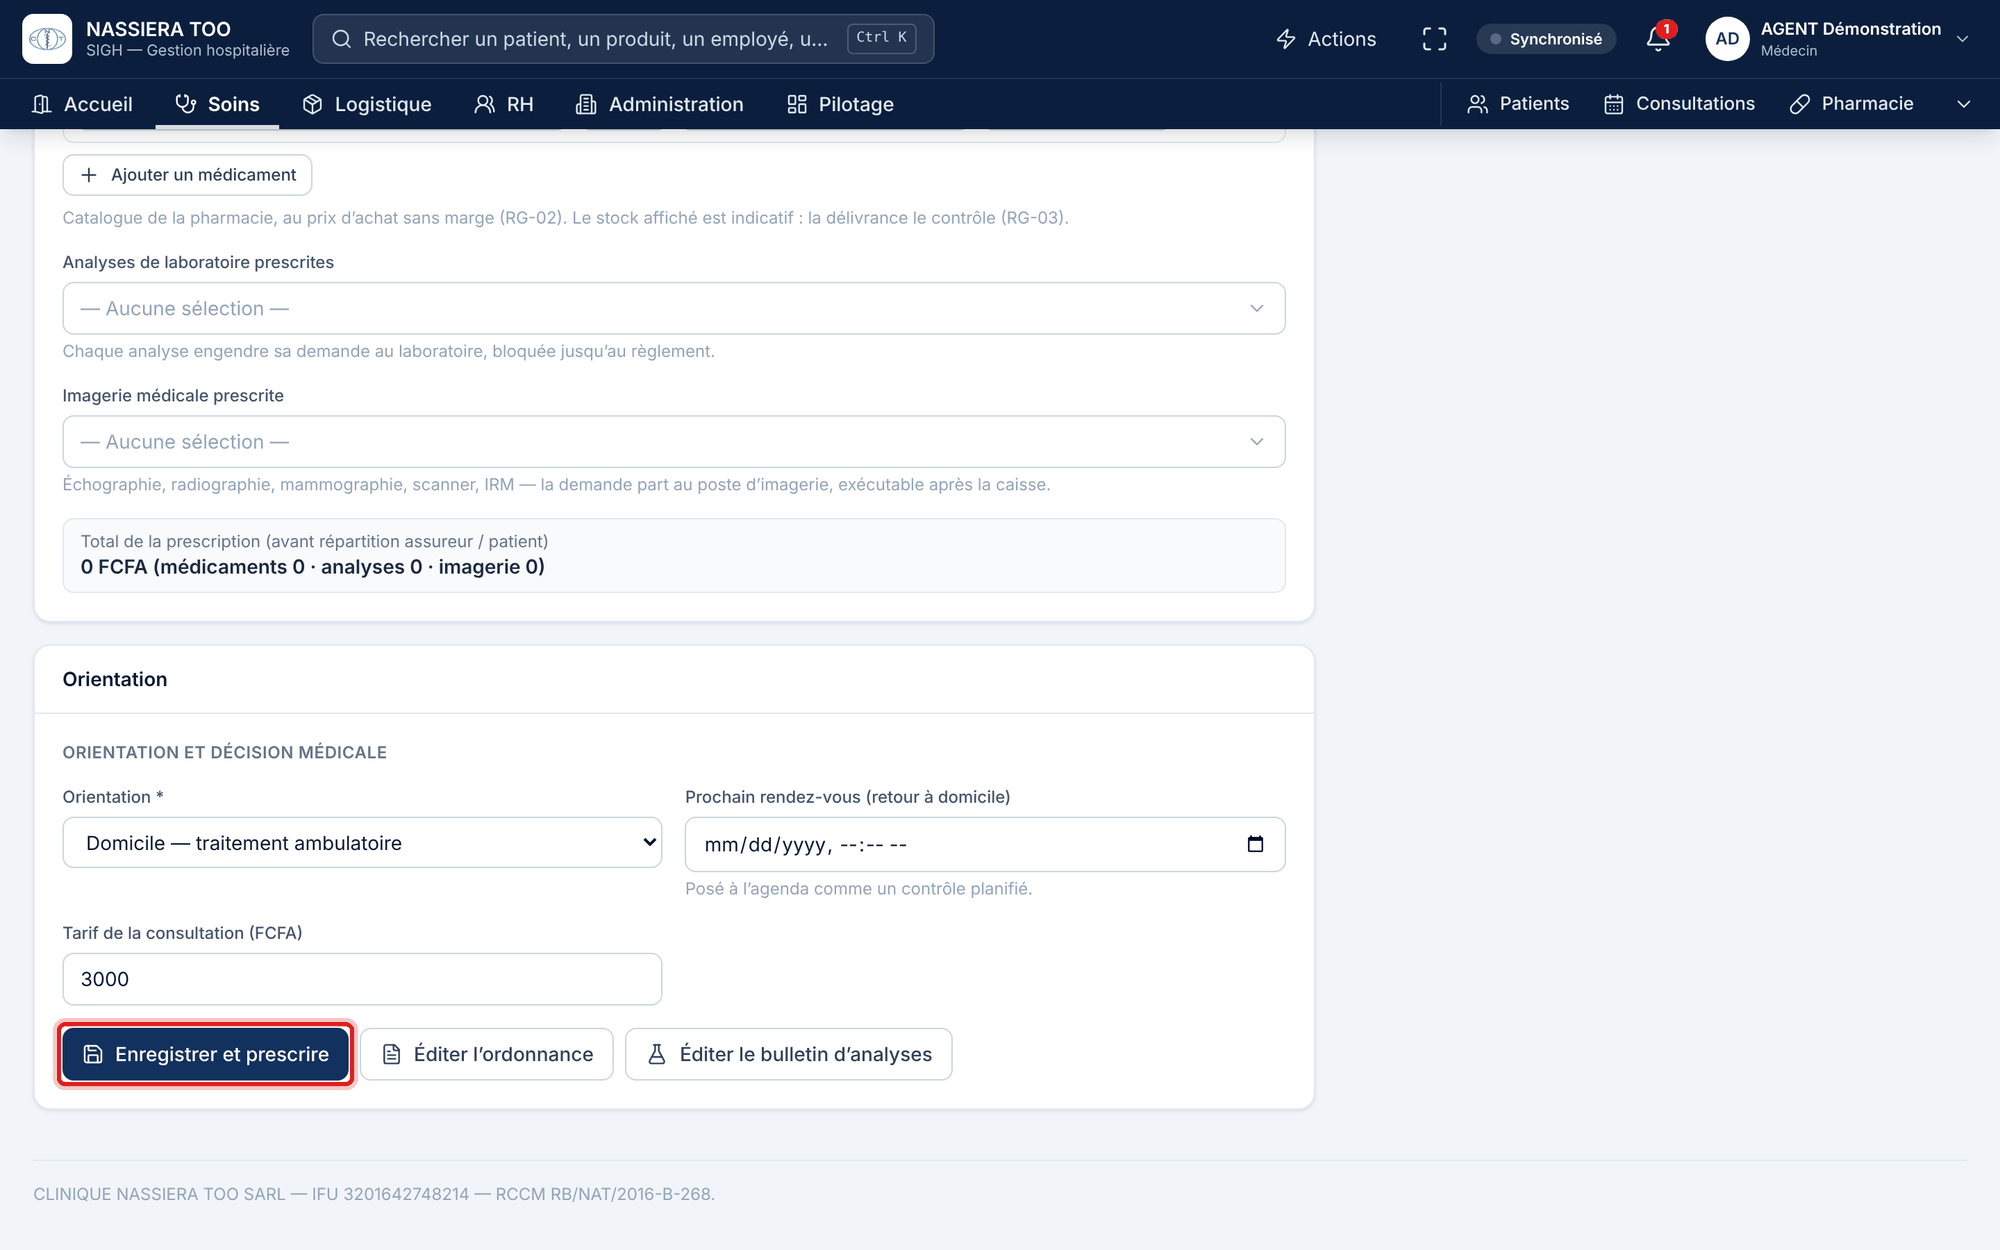 NASSIERA TOO
SIGH — Gestion hospitalière
Rechercher un patient, un produit, un employé, u...
Ctrl K
Actions
Synchronisé
1
AD
AGENT Démonstration
Médecin
Accueil
Soins
Logistique
RH
Administration
Pilotage
Patients
Consultations
Pharmacie
Ajouter un médicament
Catalogue de la pharmacie, au prix d’achat sans marge (RG-02). Le stock affiché est indicatif : la délivrance le contrôle (RG-03).
Analyses de laboratoire prescrites
— Aucune sélection —
Chaque analyse engendre sa demande au laboratoire, bloquée jusqu’au règlement.
Imagerie médicale prescrite
— Aucune sélection —
Échographie, radiographie, mammographie, scanner, IRM — la demande part au poste d’imagerie, exécutable après la caisse.
Total de la prescription (avant répartition assureur / patient)
0 FCFA (médicaments 0 · analyses 0 · imagerie 0)
Orientation
ORIENTATION ET DÉCISION MÉDICALE
Orientation *
Domicile — traitement ambulatoire
Prochain rendez-vous (retour à domicile)
mm/dd/yyyy, --:-- --
Posé à l’agenda comme un contrôle planifié.
Tarif de la consultation (FCFA)
3000
Enregistrer et prescrire
Éditer l’ordonnance
Éditer le bulletin d’analyses
CLINIQUE NASSIERA TOO SARL — IFU 3201642748214 — RCCM RB/NAT/2016-B-268.